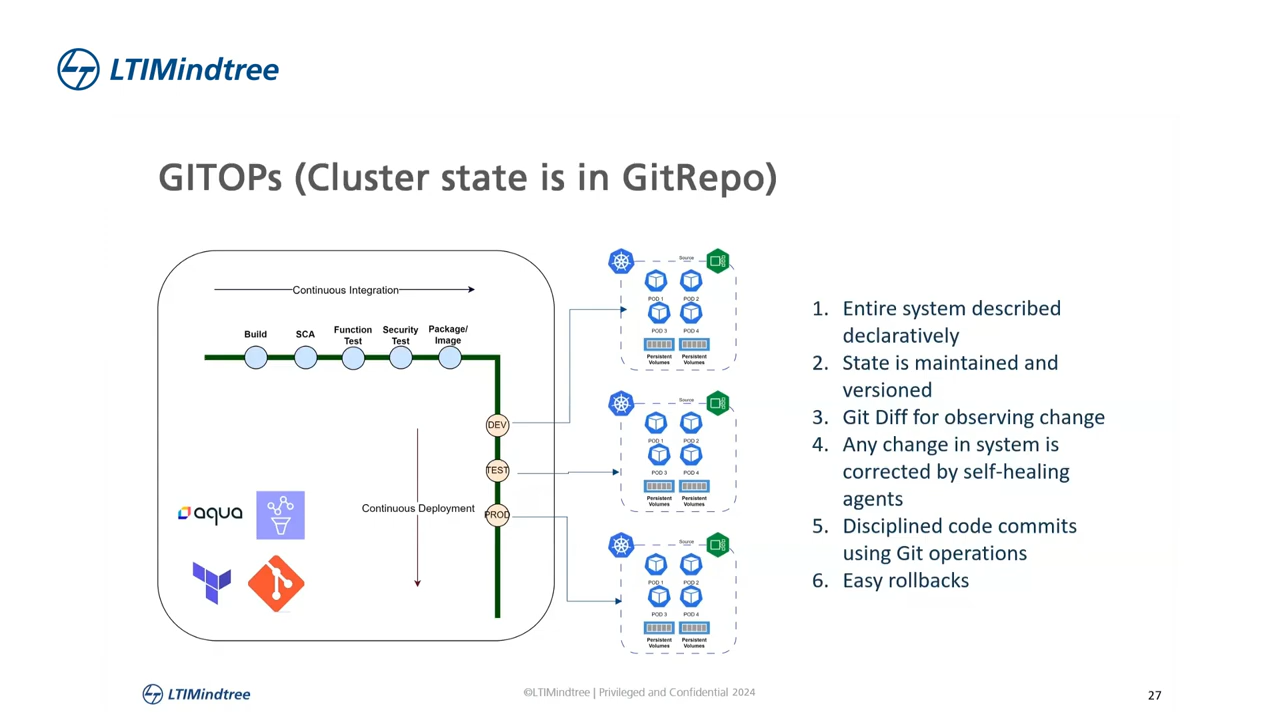 LTIMindtree
GITOPs (Cluster state is in GitRepo)
Continuous Integration
Build
SCA
Function
Test
Security
Test
Package/
Image
DEV
TEST
PROD
Continuous Deployment
aqua
Source
POD 1
POD 2
POD 3
POD 4
Persistent
Volumes
Persistent
Volumes
Source
POD 1
POD 2
POD 3
POD 4
Persistent
Volumes
Persistent
Volumes
Source
POD 1
POD 2
POD 3
POD 4
Persistent
Volumes
Persistent
Volumes
1. Entire system described
declaratively
2. State is maintained and
versioned
3. Git Diff for observing change
4. Any change in system is
corrected by self-healing
agents
5. Disciplined code commits
using Git operations
6. Easy rollbacks
LTIMindtree
©LTIMindtree | Privileged and Confidential 2024
27